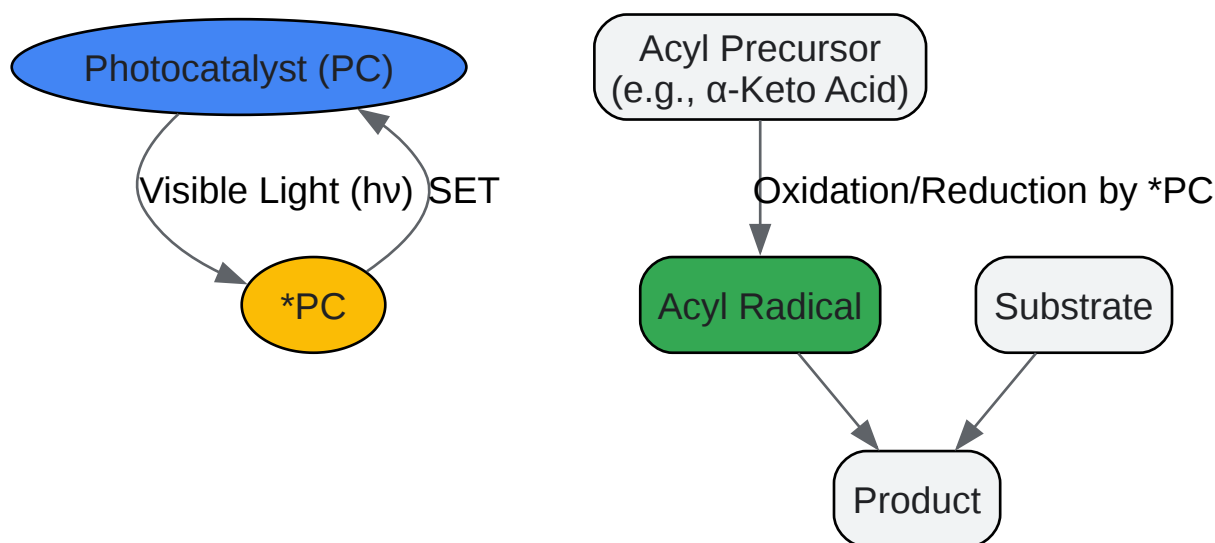 Photocatalyst (PC)
Acyl Precursor
(e.g., α-Keto Acid)
Visible Light (hν)
SET
Oxidation/Reduction by *PC
*PC
Acyl Radical
Substrate
Product